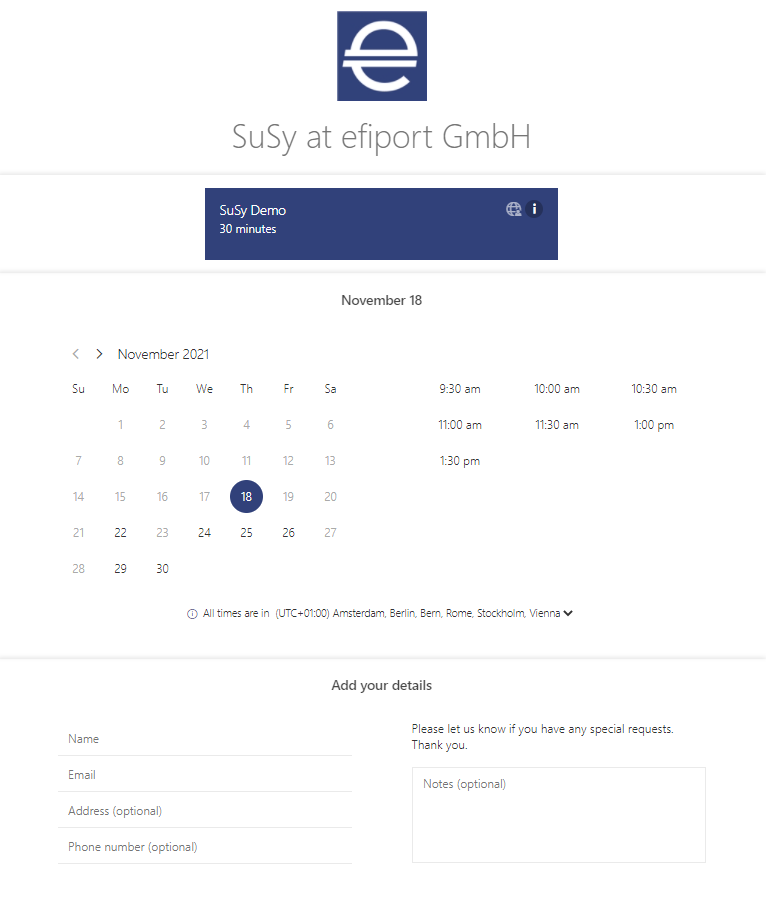 SuSy at efiport GmbH
SuSy Demo
30 minutes
November 18
November 2021
Su Mo Tu We Th Fr Sa
1 2 3 4 5 6
7 8 9 10 11 12 13
14 15 16 17 18 19 20
21 22 23 24 25 26 27
28 29 30
9:30 am 10:00 am 10:30 am
11:00 am 11:30 am 1:00 pm
1:30 pm
All times are in (UTC+01:00) Amsterdam, Berlin, Bern, Rome, Stockholm, Vienna
Add your details
Name
Email
Address (optional)
Phone number (optional)
Please let us know if you have any special requests.
Thank you.
Notes (optional)